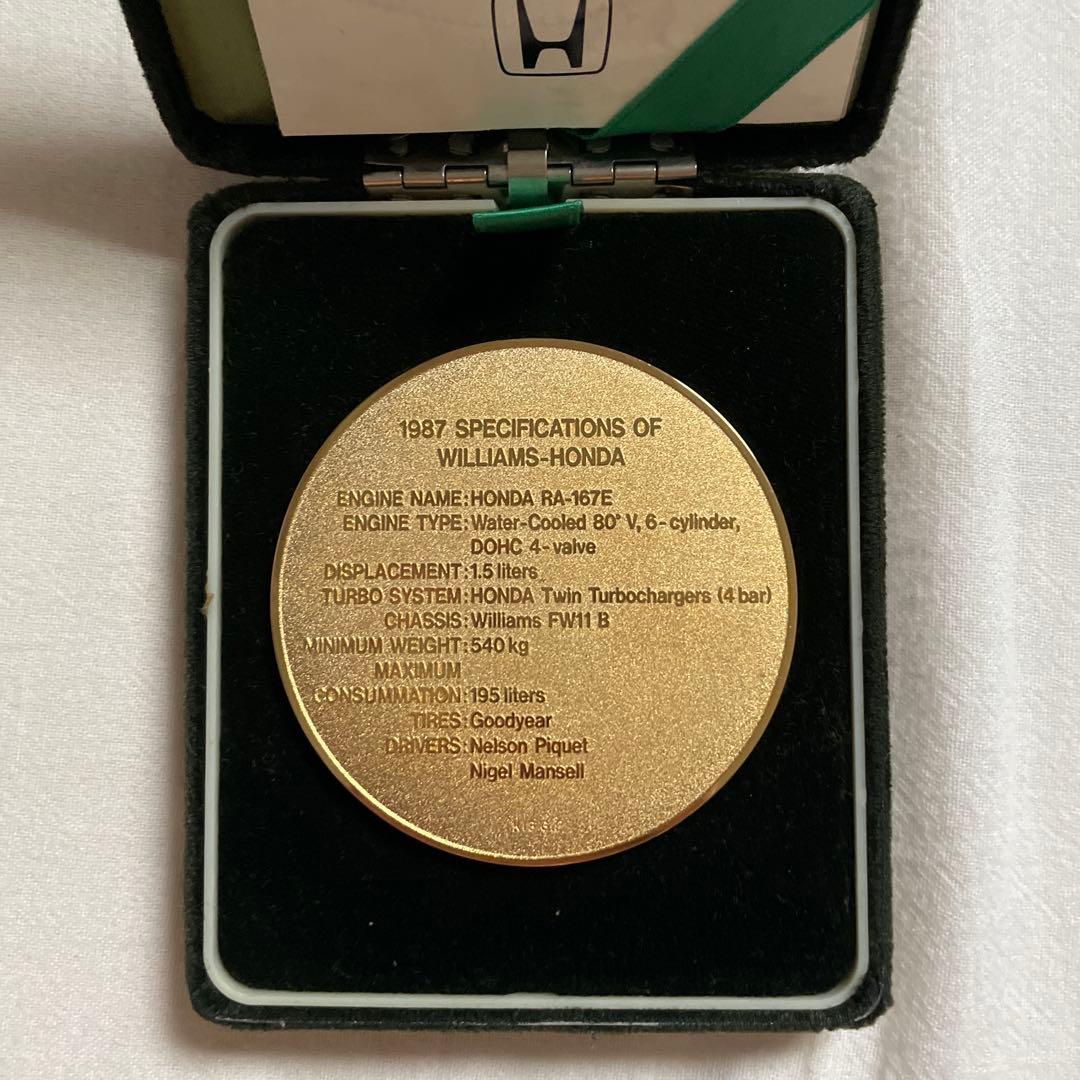 1987 SPECIFICATIONS OF
WILLIAMS-HONDA
ENGINE NAME: HONDA RA-167E
ENGINE TYPE: Water-Cooled 80° V, 6-cylinder,
DOHC 4-valve
DISPLACEMENT: 1.5 liters
TURBO SYSTEM: HONDA Twin Turbochargers (4 bar)
CHASSIS: Williams FW11 B
MINIMUM WEIGHT: 540 kg
MAXIMUM
CONSUMMATION: 195 liters
TIRES: Goodyear
DRIVERS: Nelson Piquet
Nigel Mansell